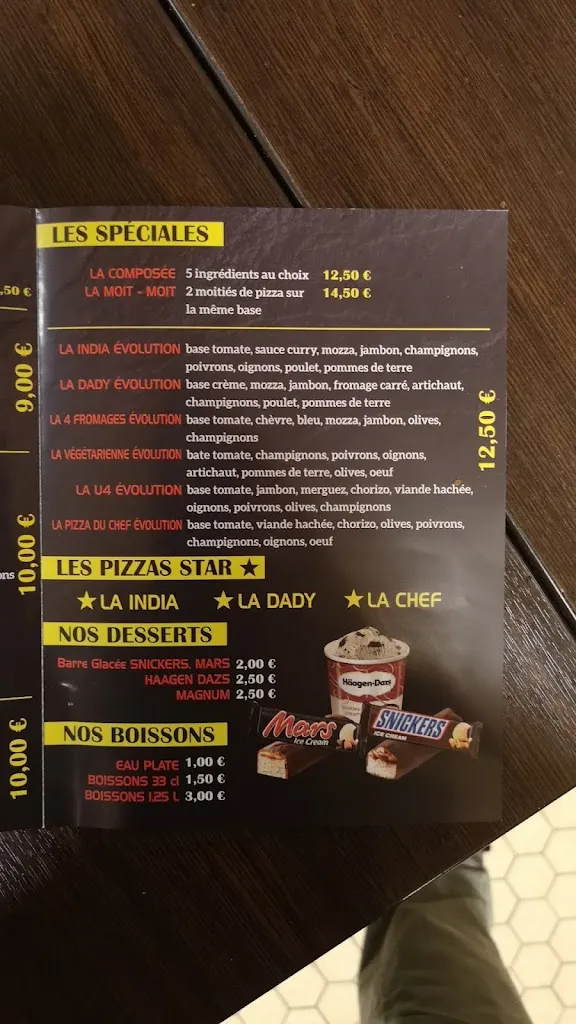 LES SPÉCIALES
LA COMPOSÉE 5 ingrédients au choix 12,50 €
LA MOIT - MOIT 2 moitiés de pizza sur 14,50 €
la même base
LA INDIA ÉVOLUTION base tomate, sauce curry, mozza, jambon, champignons,
poivrons, oignons, poulet, pommes de terre
LA DADY ÉVOLUTION base crème, mozza, jambon, fromage carré, artichaut,
champignons, poulet, pommes de terre
LA 4 FROMAGES ÉVOLUTION base tomate, chèvre, bleu, mozza, jambon, olives,
champignons
LA VÉGÉTARIENNE ÉVOLUTION bate tomate, champignons, poivrons, oignons,
artichaut, pommes de terre, olives, oeuf
LA U4 ÉVOLUTION base tomate, jambon, merguez, chorizo, viande hachée,
oignons, poivrons, olives, champignons
LA PIZZA DU CHEF ÉVOLUTION base tomate, viande hachée, chorizo, olives, poivrons,
champignons, oignons, oeuf
12,50 €
LES PIZZAS STAR ★
★ LA INDIA ★ LA DADY ★ LA CHEF
NOS DESSERTS
Barre Glacée SNICKERS, MARS 2,00 €
HAAGEN DAZS 2,50 €
MAGNUM 2,50 €
Häagen-Dazs
Mars
Ice Cream
SNICKERS
ICE CREAM
NOS BOISSONS
EAU PLATE 1,00 €
BOISSONS 33 cl 1,50 €
BOISSONS 1.25 L 3,00 €
,50 €
9,00 €
10,00 €
ons
10,00 €